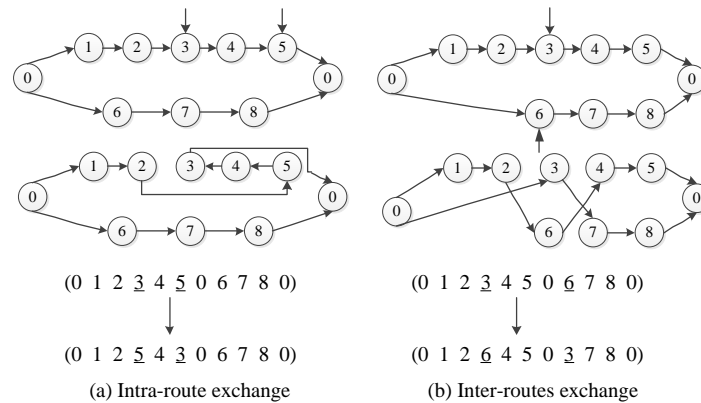 1 2 3 4 5
0 0
6 7 8
1 2 3 4 5
0 0
6 7 8
(0 1 2 3 4 5 0 6 7 8 0)
(0 1 2 5 4 3 0 6 7 8 0)
(a) Intra-route exchange
1 2 3 4 5
0 0
6 7 8
1 2 3 4 5
0 0
6 7 8
(0 1 2 3 4 5 0 6 7 8 0)
(0 1 2 6 4 5 0 3 7 8 0)
(b) Inter-routes exchange